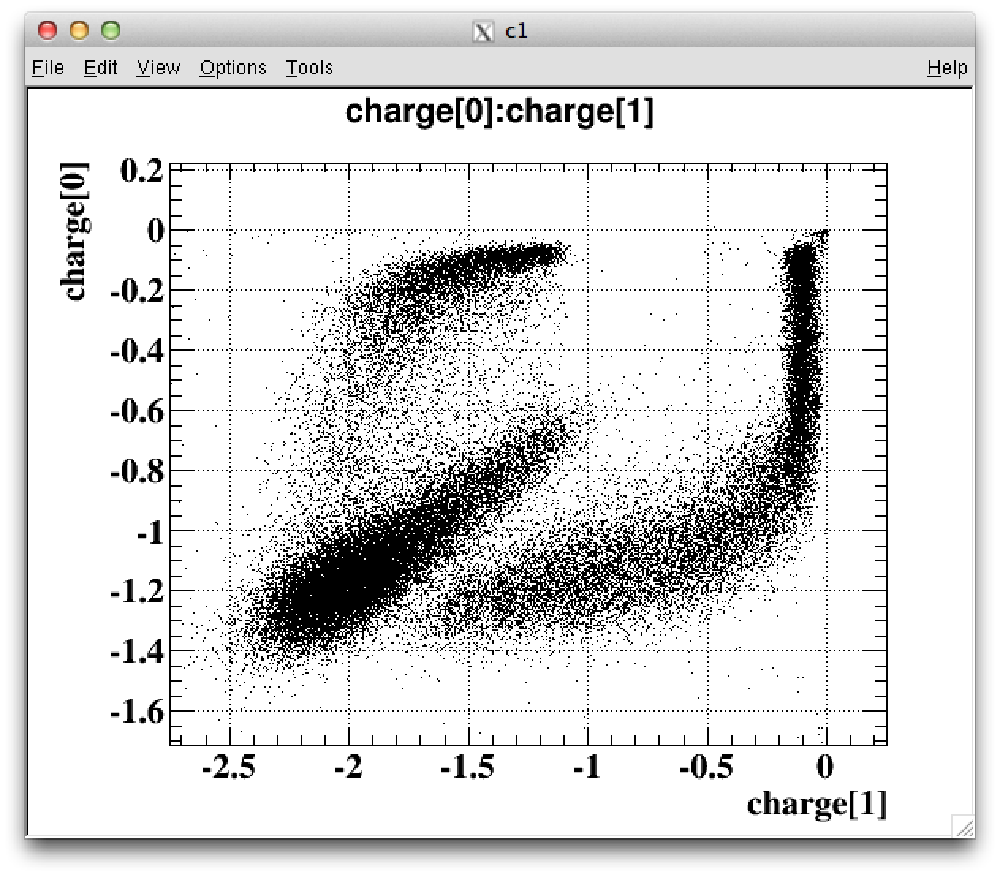 c1
File Edit View Options Tools Help
charge[0]:charge[1]
charge[0]
0.2
0
-0.2
-0.4
-0.6
-0.8
-1
-1.2
-1.4
-1.6
-2.5 -2 -1.5 -1 -0.5 0
charge[1]